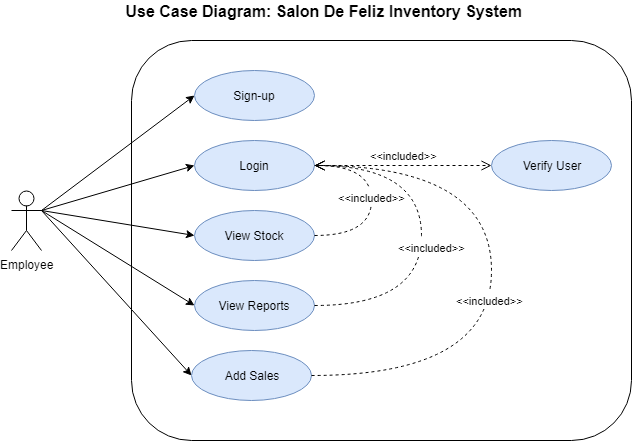 Use Case Diagram: Salon De Feliz Inventory System
Sign-up
Login
<<included>>
Verify User
<<included>>
View Stock
<<included>>
Employee
View Reports
<<included>>
Add Sales